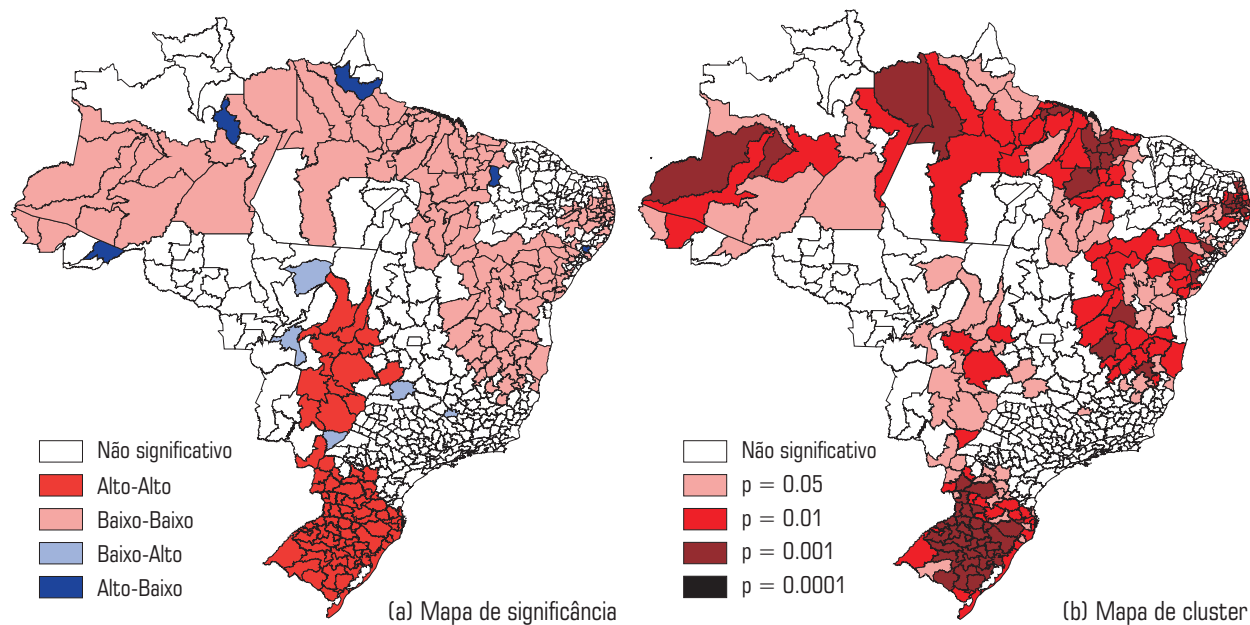 Não significativo
Alto-Alto
Baixo-Baixo
Baixo-Alto
Alto-Baixo
(a) Mapa de significância
Não significativo
p = 0.05
p = 0.01
p = 0.001
p = 0.0001
(b) Mapa de cluster